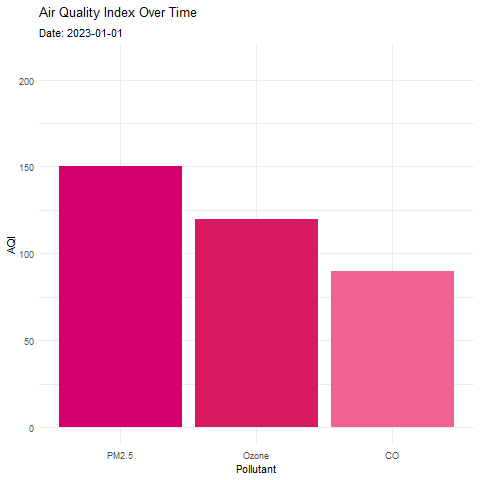 Air Quality Index Over Time
Date: 2023-01-01
200
150
100
50
0
AQI
PM2.5 Ozone CO
Pollutant